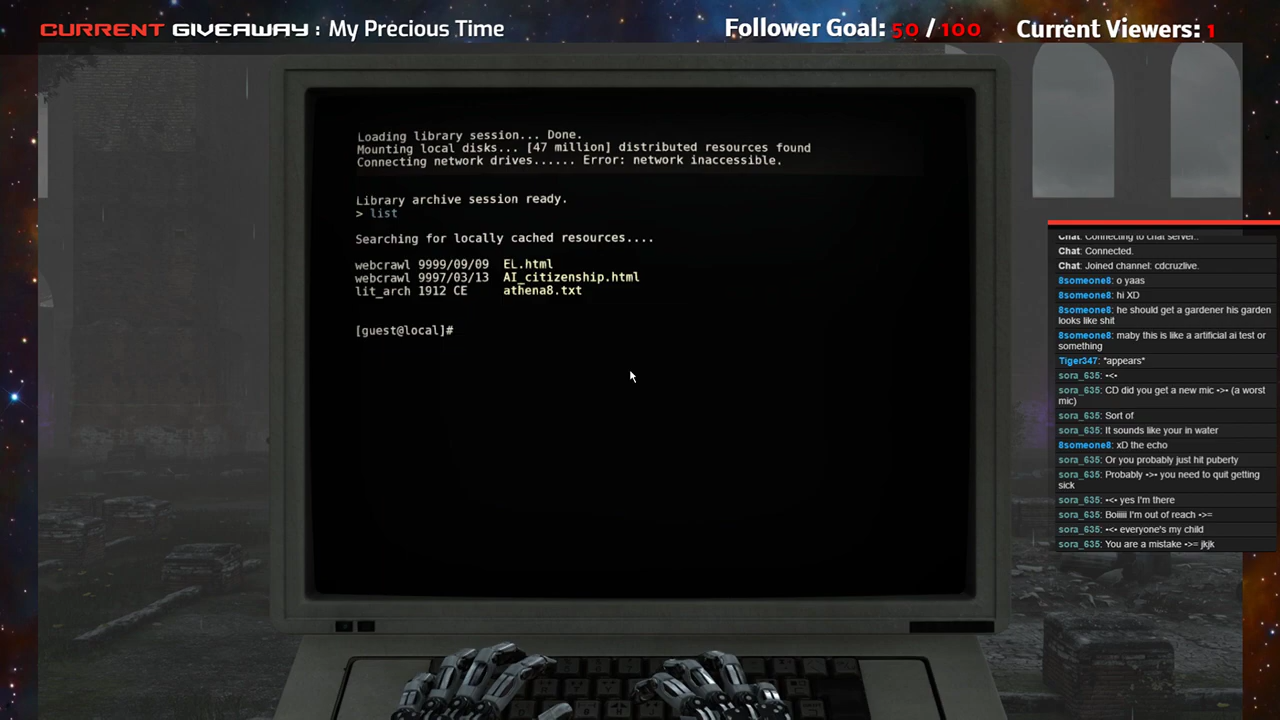 CURRENT GIVEAWAY : My Precious Time
Follower Goal: 50 / 100
Current Viewers: 1
Loading library session... Done.
Mounting local disks... [47 million] distributed resources found
Connecting network drives...... Error: network inaccessible.
Library archive session ready.
> list
Searching for locally cached resources....
webcrawl 9999/09/09 EL.html
webcrawl 9997/03/13 AI_citizenship.html
lit_arch 1912 CE athena8.txt
[guest@local]#
Chat: Connecting to chat server..
Chat: Connected.
Chat: Joined channel: cdcruzlive.
8someone8: o yaas
8someone8: hi XD
8someone8: he should get a gardener his garden
looks like shit
8someone8: maby this is like a artificial ai test or
something
Tiger347: *appears*
sora_635: •<•
sora_635: CD did you get a new mic •>• (a worst
mic)
sora_635: Sort of
sora_635: It sounds like your in water
8someone8: xD the echo
sora_635: Or you probably just hit puberty
sora_635: Probably •>• you need to quit getting
sick
sora_635: •<• yes I'm there
sora_635: Boiiiii I'm out of reach •>=
sora_635: •<• everyone's my child
sora_635: You are a mistake •>= jkjk